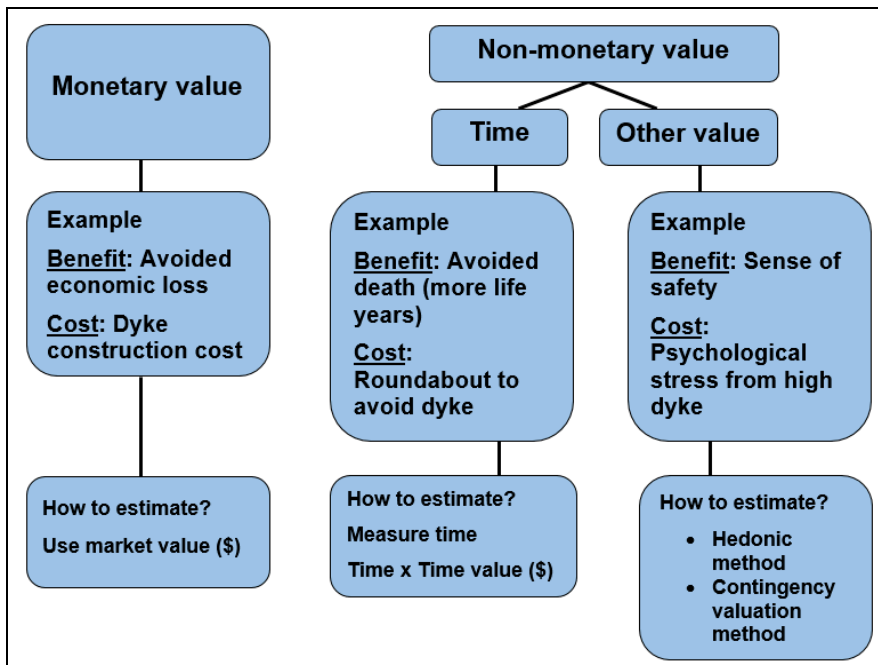 Monetary value
Example
Benefit: Avoided
economic loss
Cost: Dyke
construction cost
How to estimate?
Use market value ($)
Non-monetary value
Time
Other value
Example
Benefit: Avoided
death (more life
years)
Cost:
Roundabout to
avoid dyke
How to estimate?
Measure time
Time x Time value ($)
Example
Benefit: Sense of
safety
Cost:
Psychological
stress from high
dyke
How to estimate?
• Hedonic
method
• Contingency
valuation
method